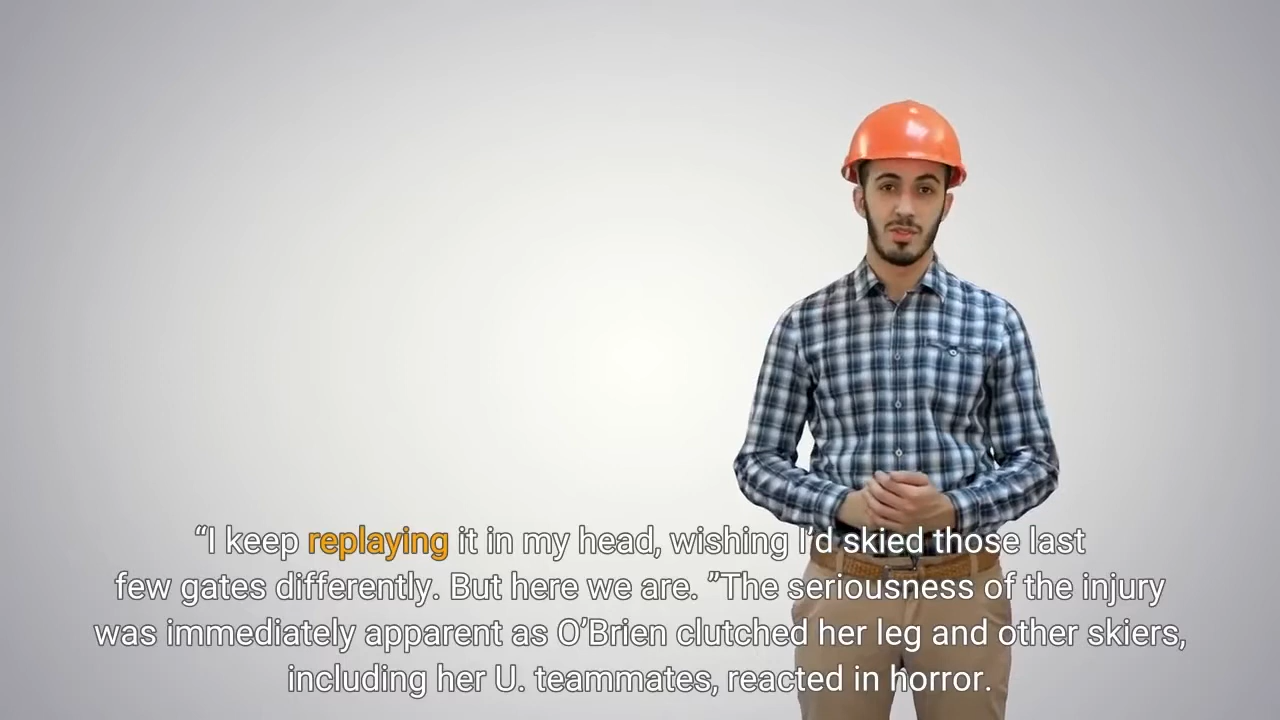 “I keep replaying it in my head, wishing I’d skied those last
few gates differently. But here we are. ”The seriousness of the injury
was immediately apparent as O’Brien clutched her leg and other skiers,
including her U. teammates, reacted in horror.